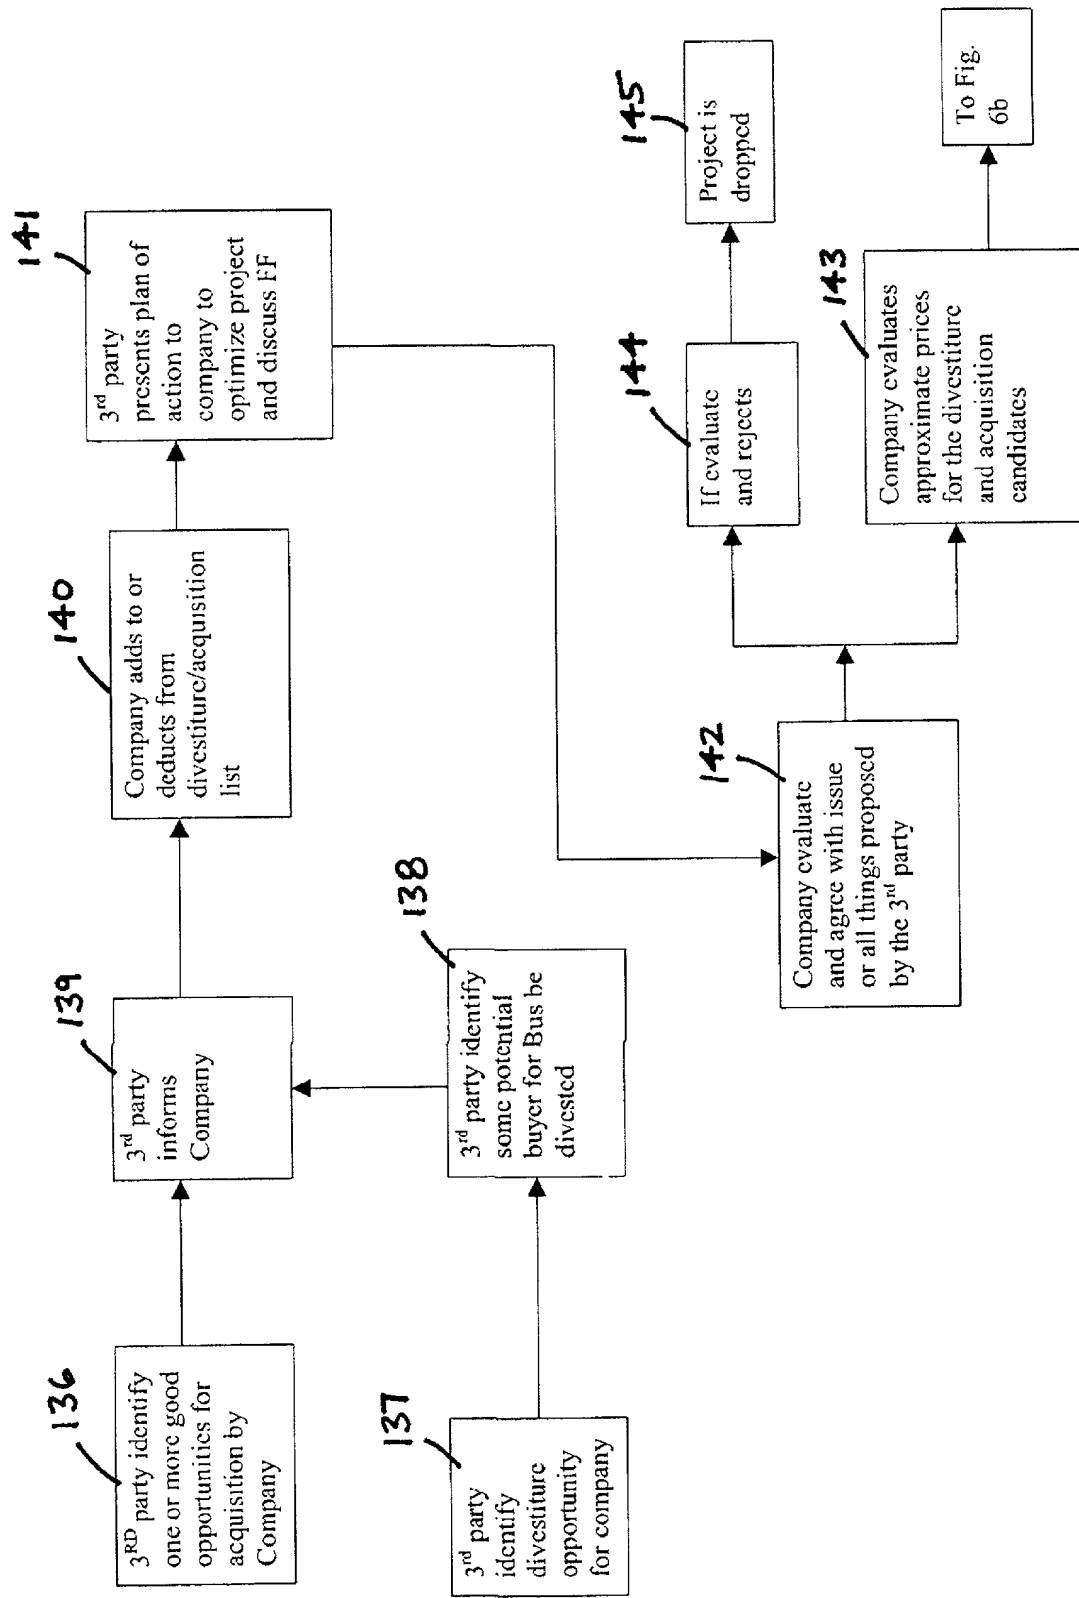 136
3RD party identify
one or more good
opportunities for
acquisition by
Company
137
3rd party
identify
divestiture
opportunity
for company
138
3rd party identify
some potential
buyer for Bus be
divested
139
3rd party
informs
Company
140
Company adds to or
deducts from
divestiture/acquisition
list
141
3rd party
presents plan of
action to
company to
optimize project
and discuss FF
142
Company evaluate
and agree with issue
or all things proposed
by the 3rd party
144
If evaluate
and rejects
145
Project is
dropped
143
Company evaluates
approximate prices
for the divestiture
and acquisition
candidates
To Fig.
6b